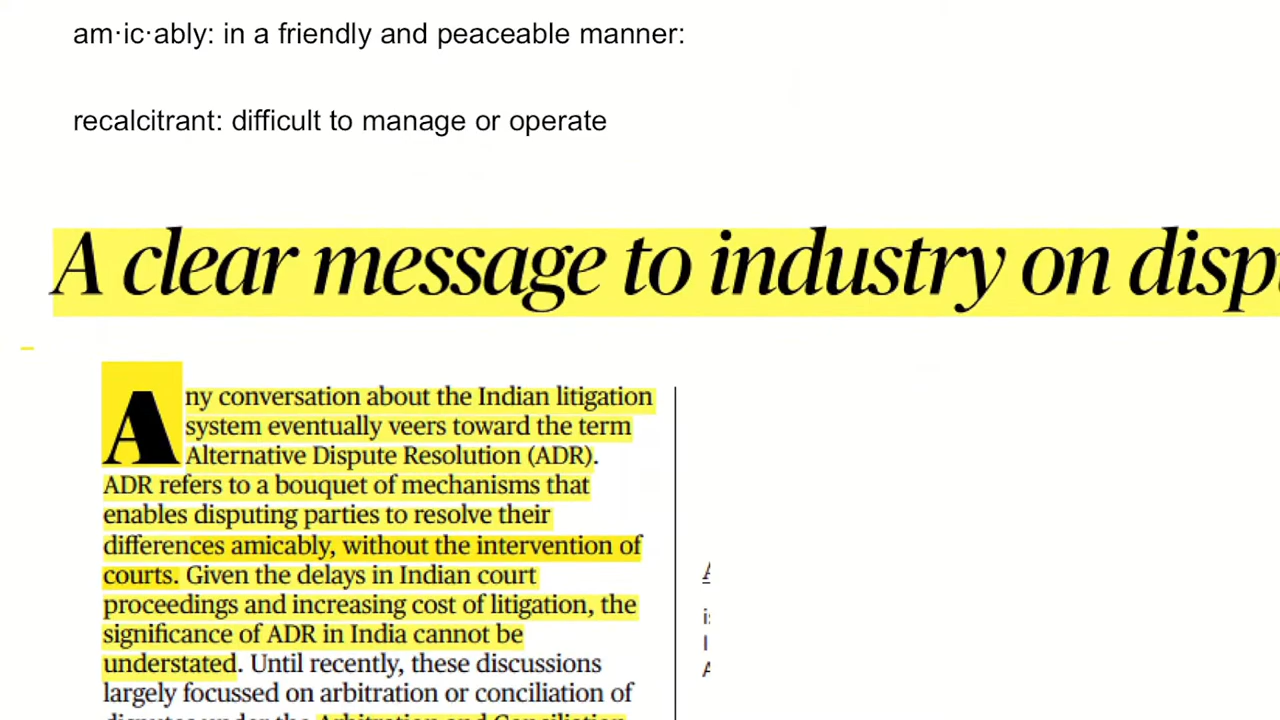 am·ic·ably: in a friendly and peaceable manner:
recalcitrant: difficult to manage or operate
A clear message to industry on
Any conversation about the Indian litigation
system eventually veers toward the term
Alternative Dispute Resolution (ADR).
ADR refers to a bouquet of mechanisms that
enables disputing parties to resolve their
differences amicably, without the intervention of
courts. Given the delays in Indian court
proceedings and increasing cost of litigation, the
significance of ADR in India cannot be
understated. Until recently, these discussions
largely focussed on arbitration or conciliation of